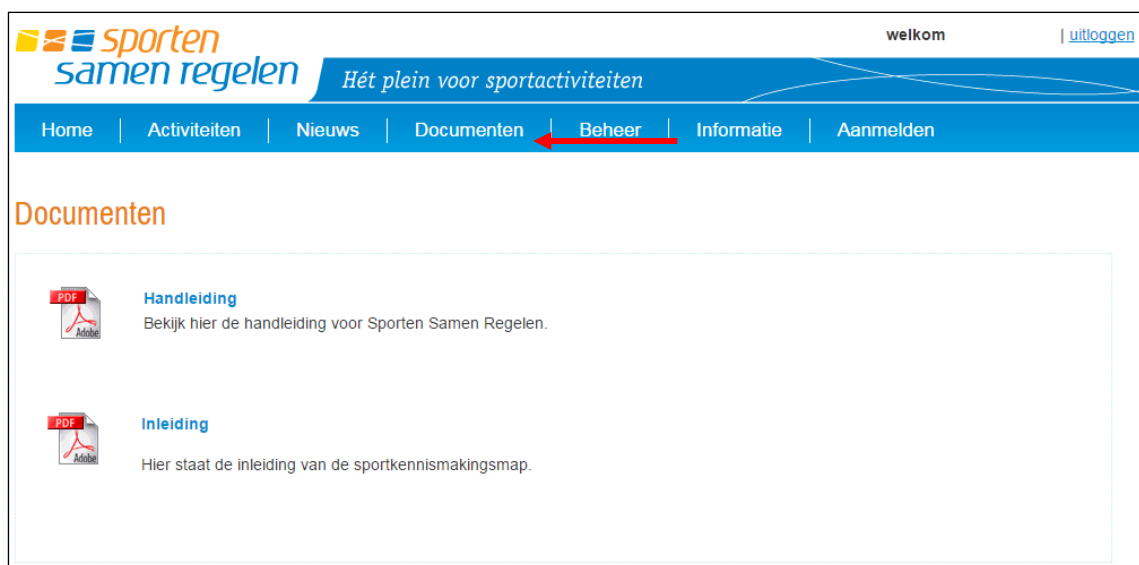 sporten
samen regelen
Hét plein voor sportactiviteiten
welkom | uitloggen
Home | Activiteiten | Nieuws | Documenten | Beheer | Informatie | Aanmelden
Documenten
PDF
Adobe
Handleiding
Bekijk hier de handleiding voor Sporten Samen Regelen.
PDF
Adobe
Inleiding
Hier staat de inleiding van de sportkennismakingsmap.